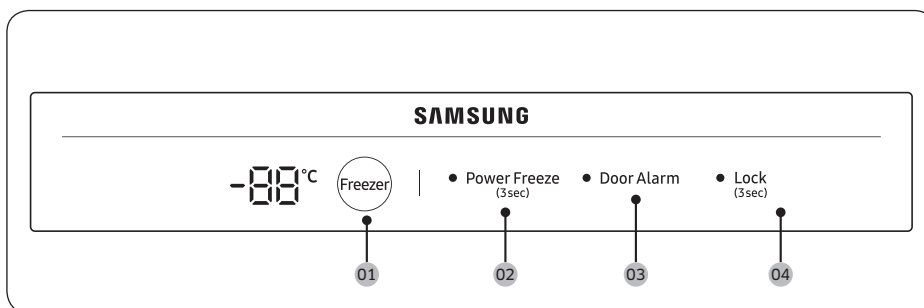 SAMSUNG
-88°C Freezer Power Freeze Door Alarm Lock
(3sec) (3sec)
01 02 03 04